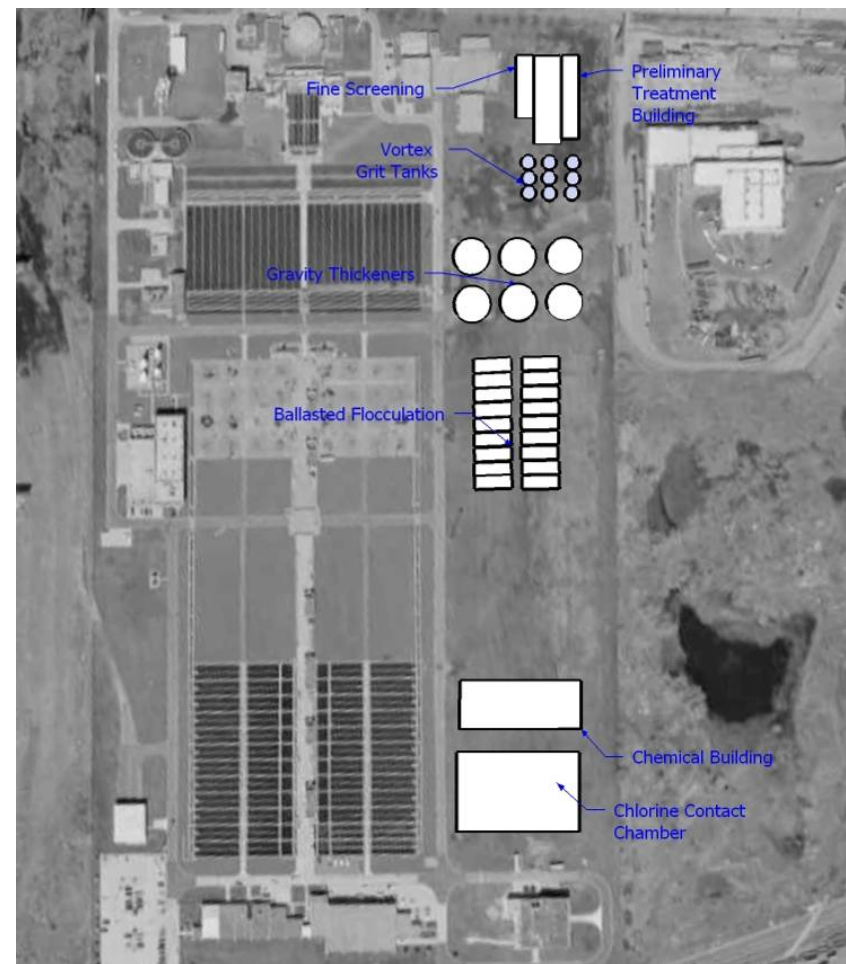 Fine Screening
Preliminary
Treatment
Building
Vortex
Grit Tanks
Gravity Thickeners
Ballasted Flocculation
Chemical Building
Chlorine Contact
Chamber